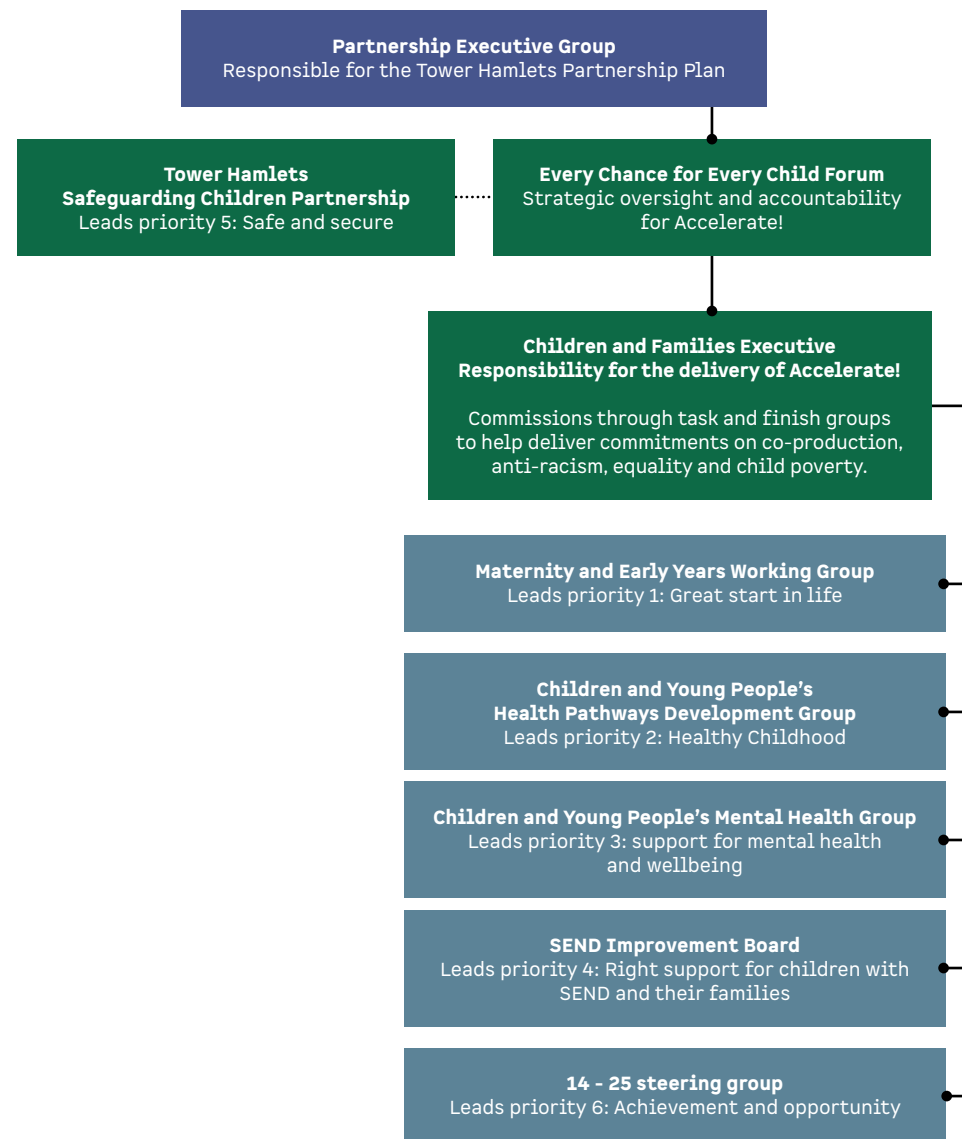 Partnership Executive Group
Responsible for the Tower Hamlets Partnership Plan
Tower Hamlets
Safeguarding Children Partnership
Leads priority 5: Safe and secure
Every Chance for Every Child Forum
Strategic oversight and accountability
for Accelerate!
Children and Families Executive
Responsibility for the delivery of Accelerate!
Commissions through task and finish groups
to help deliver commitments on co-production,
anti-racism, equality and child poverty.
Maternity and Early Years Working Group
Leads priority 1: Great start in life
Children and Young People’s
Health Pathways Development Group
Leads priority 2: Healthy Childhood
Children and Young People’s Mental Health Group
Leads priority 3: support for mental health
and wellbeing
SEND Improvement Board
Leads priority 4: Right support for children with
SEND and their families
14 - 25 steering group
Leads priority 6: Achievement and opportunity